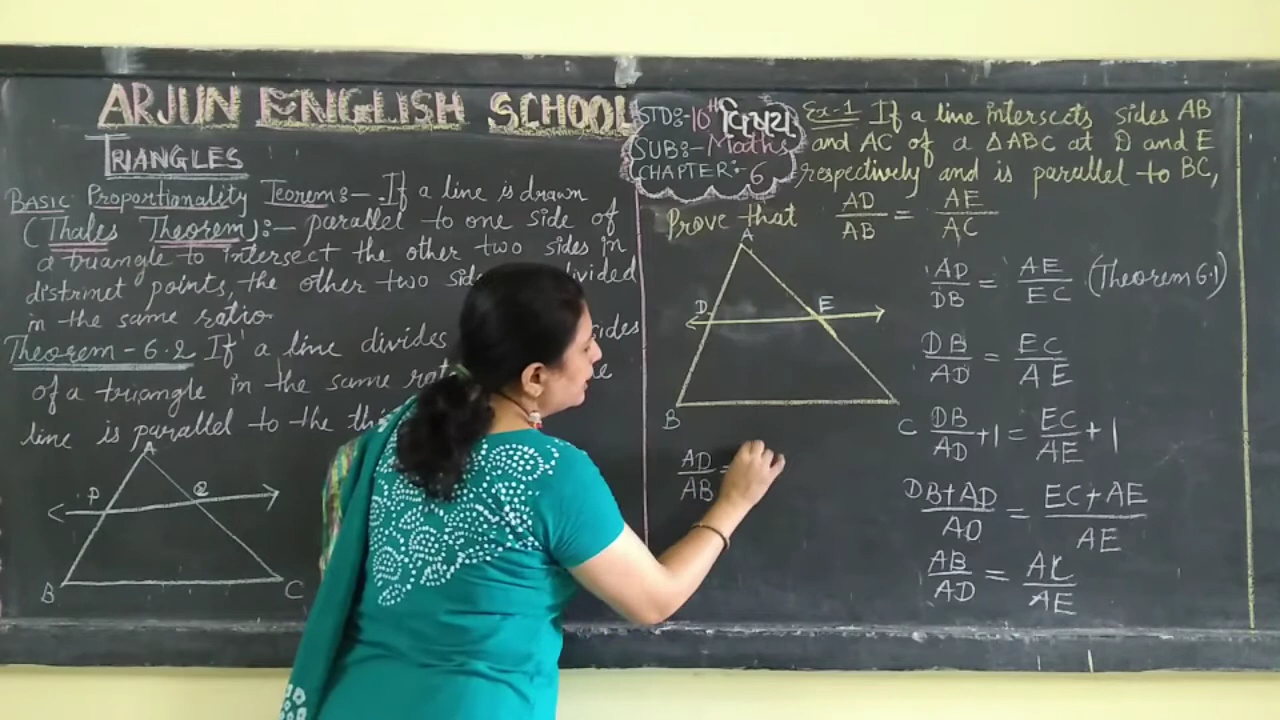 ARJUN ENGLISH SCHOOL
TRIANGLES
BASIC Proportionality Teorem:- If a line is drawn
(Thales Theorem):- parallel to one side of
a triangle to intersect the other two sides in
distrinct points, the other two
in the same ratio
Theorem-6.2 If a line divides sides
of a triangle in the same
line is parallel to the
A
P Q
B C
STD:-10th વિષય
SUB:-Maths
CHAPTER:-6
Ex-1 If a line intersects sides AB
and AC of a ΔABC at D and E
respectively and is parallel to BC,
Prove that AD/AB = AE/AC
A
D E
B C
AD/DB = AE/EC (Theorem 6.1)
DB/AD = EC/AE
DB/AD+1 = EC/AE+1
DB+AD/AD = EC+AE/AE
AB/AD = AC/AE
AD/AB =